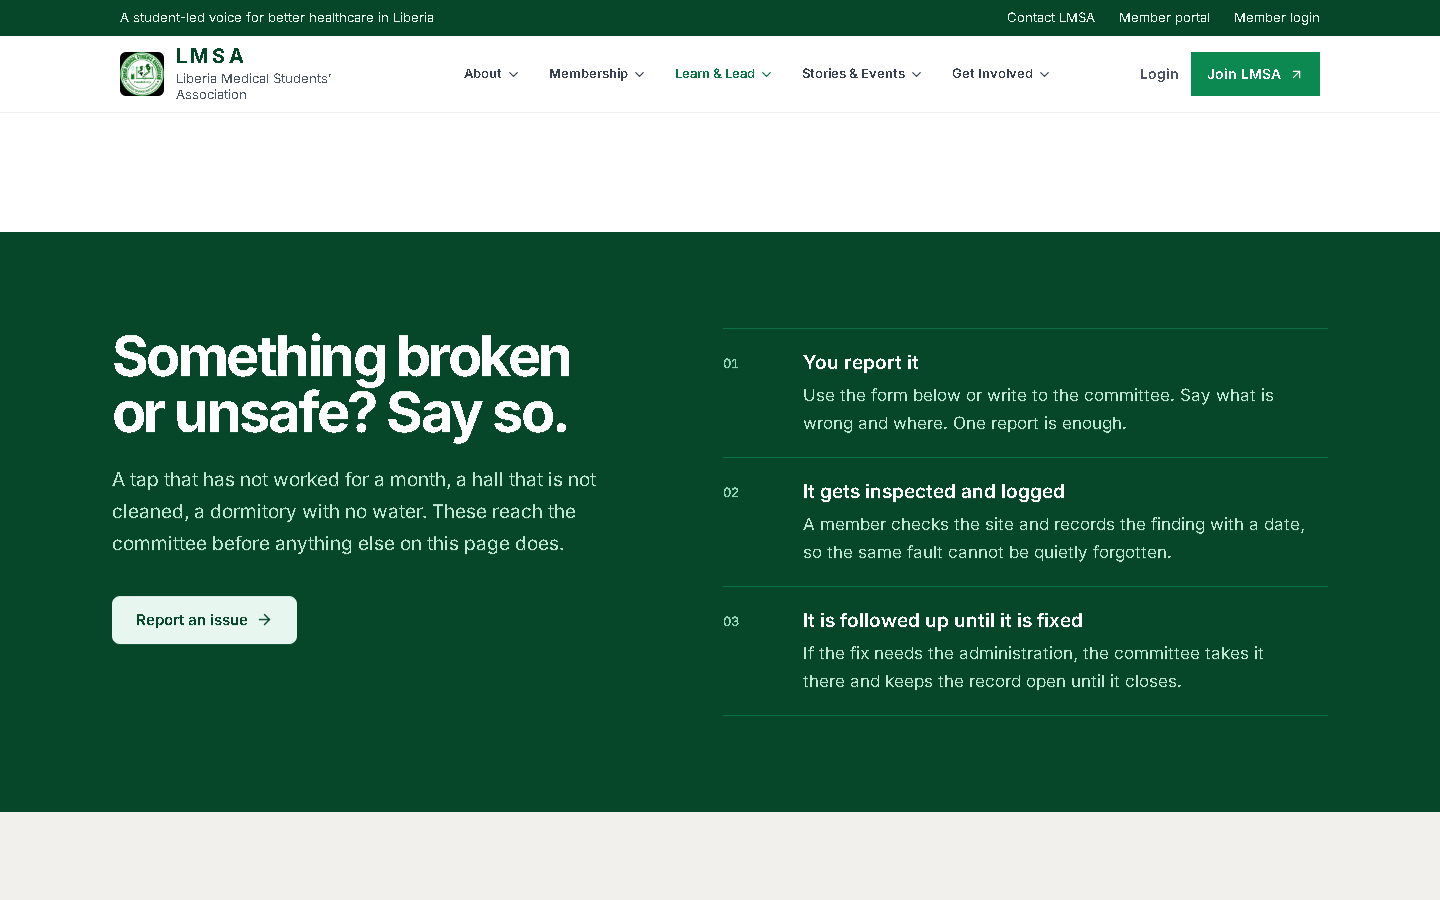 A student-led voice for better healthcare in Liberia
Contact LMSA
Member portal
Member login
LMSA
Liberia Medical Students'
Association
About
Membership
Learn & Lead
Stories & Events
Get Involved
Login
Join LMSA
Something broken
or unsafe? Say so.
A tap that has not worked for a month, a hall that is not
cleaned, a dormitory with no water. These reach the
committee before anything else on this page does.
Report an issue
01
You report it
Use the form below or write to the committee. Say what is
wrong and where. One report is enough.
02
It gets inspected and logged
A member checks the site and records the finding with a date,
so the same fault cannot be quietly forgotten.
03
It is followed up until it is fixed
If the fix needs the administration, the committee takes it
there and keeps the record open until it closes.